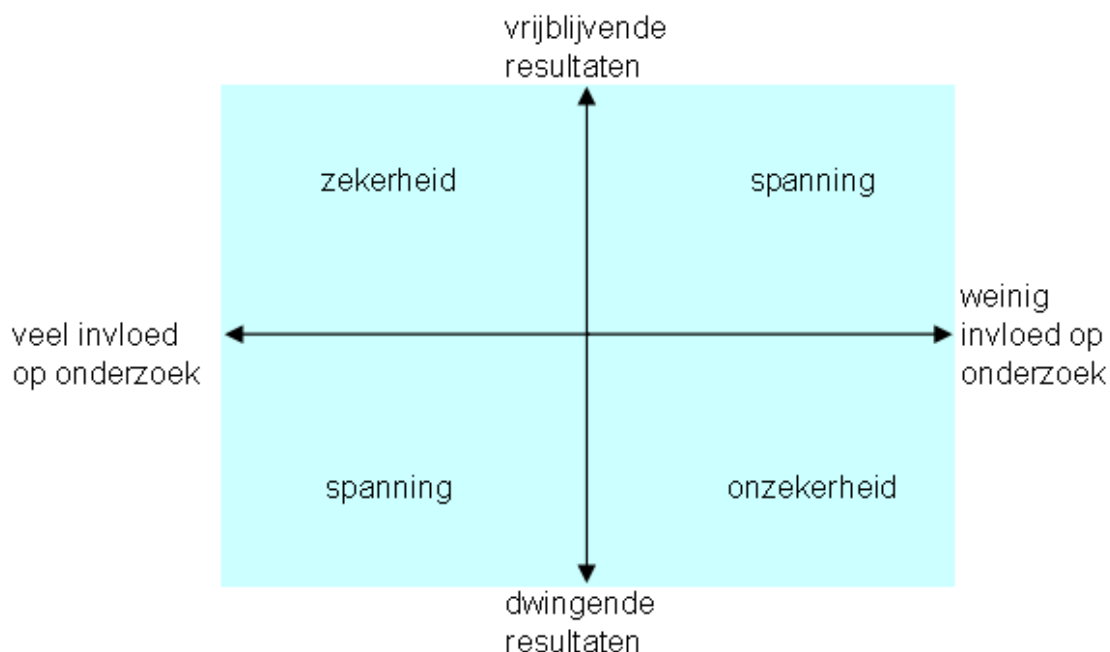 vrijblijvende
resultaten
zekerheid
spanning
veel invloed
op onderzoek
weinig
invloed op
onderzoek
spanning
onzekerheid
dwingende
resultaten